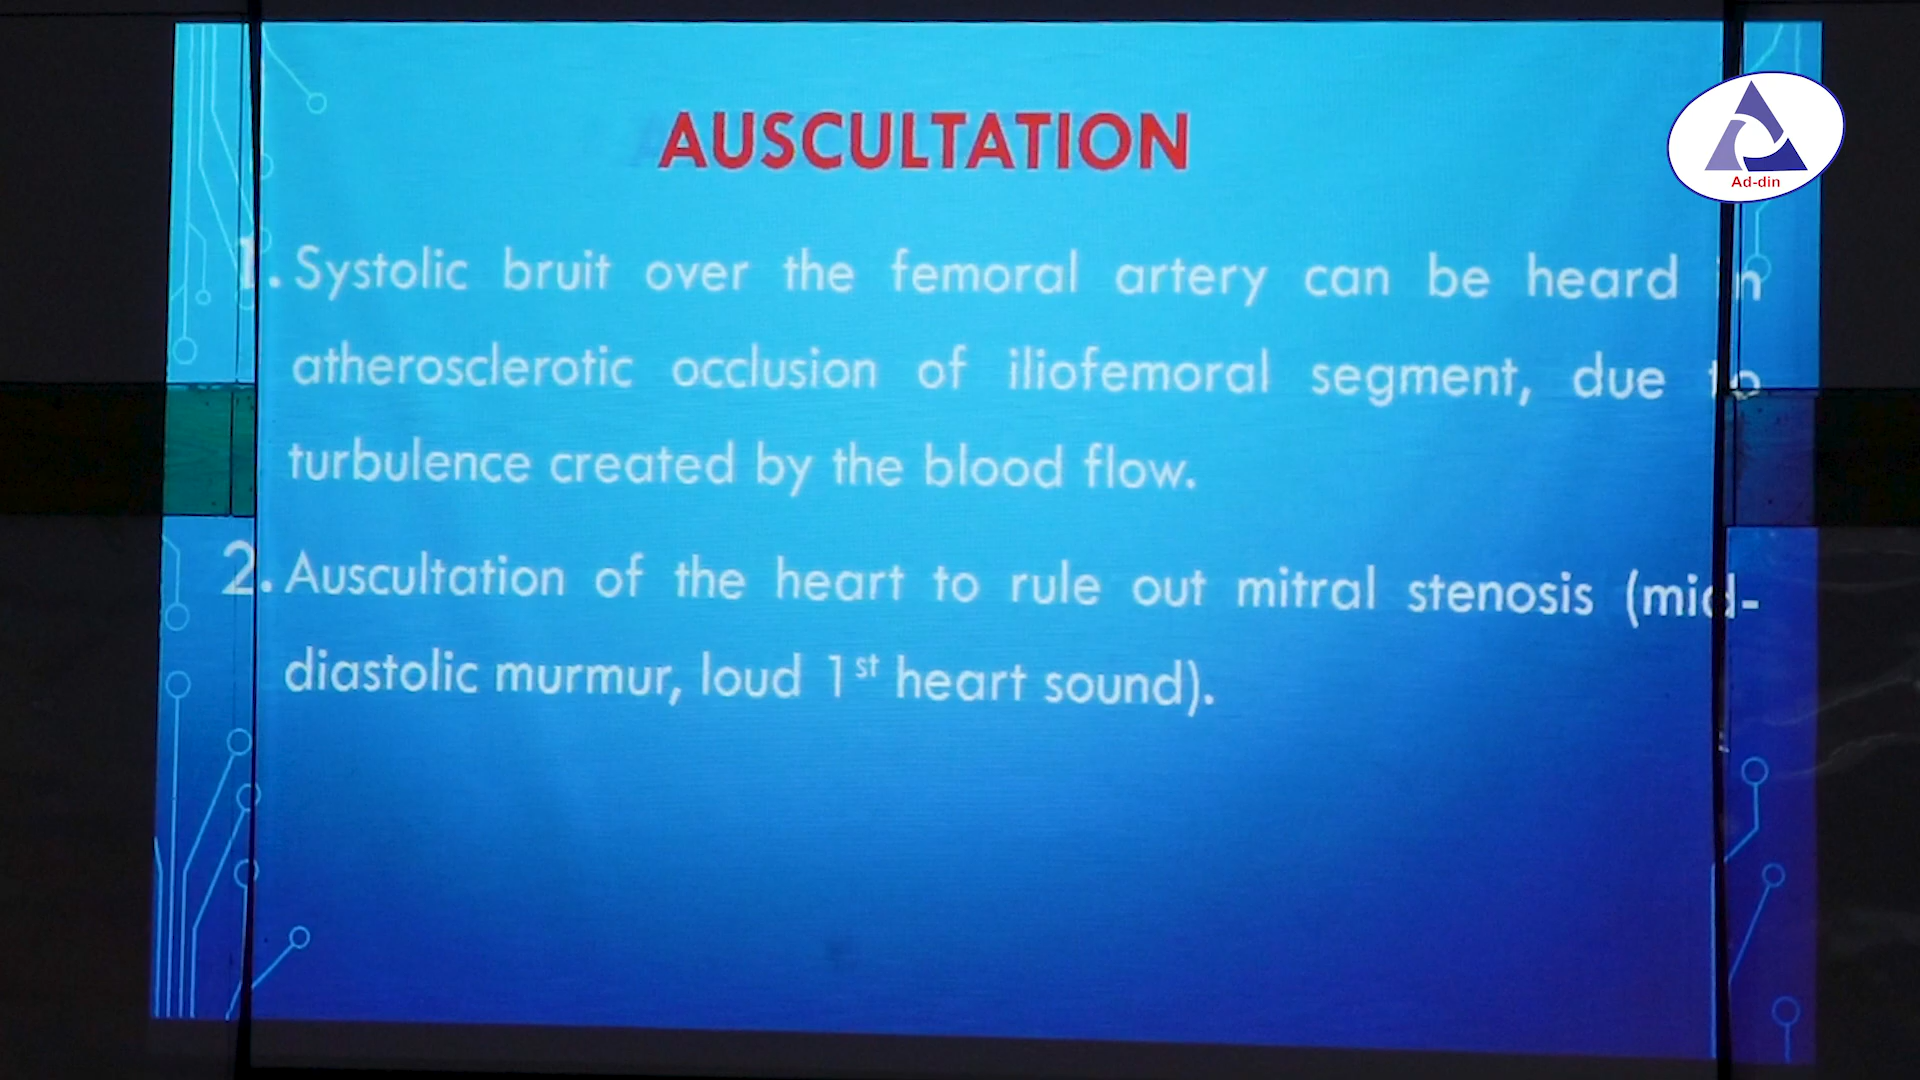 AUSCULTATION
Ad-din
1. Systolic bruit over the femoral artery can be heard in
atherosclerotic occlusion of iliofemoral segment, due to
turbulence created by the blood flow.
2. Auscultation of the heart to rule out mitral stenosis (mid-
diastolic murmur, loud 1st heart sound).